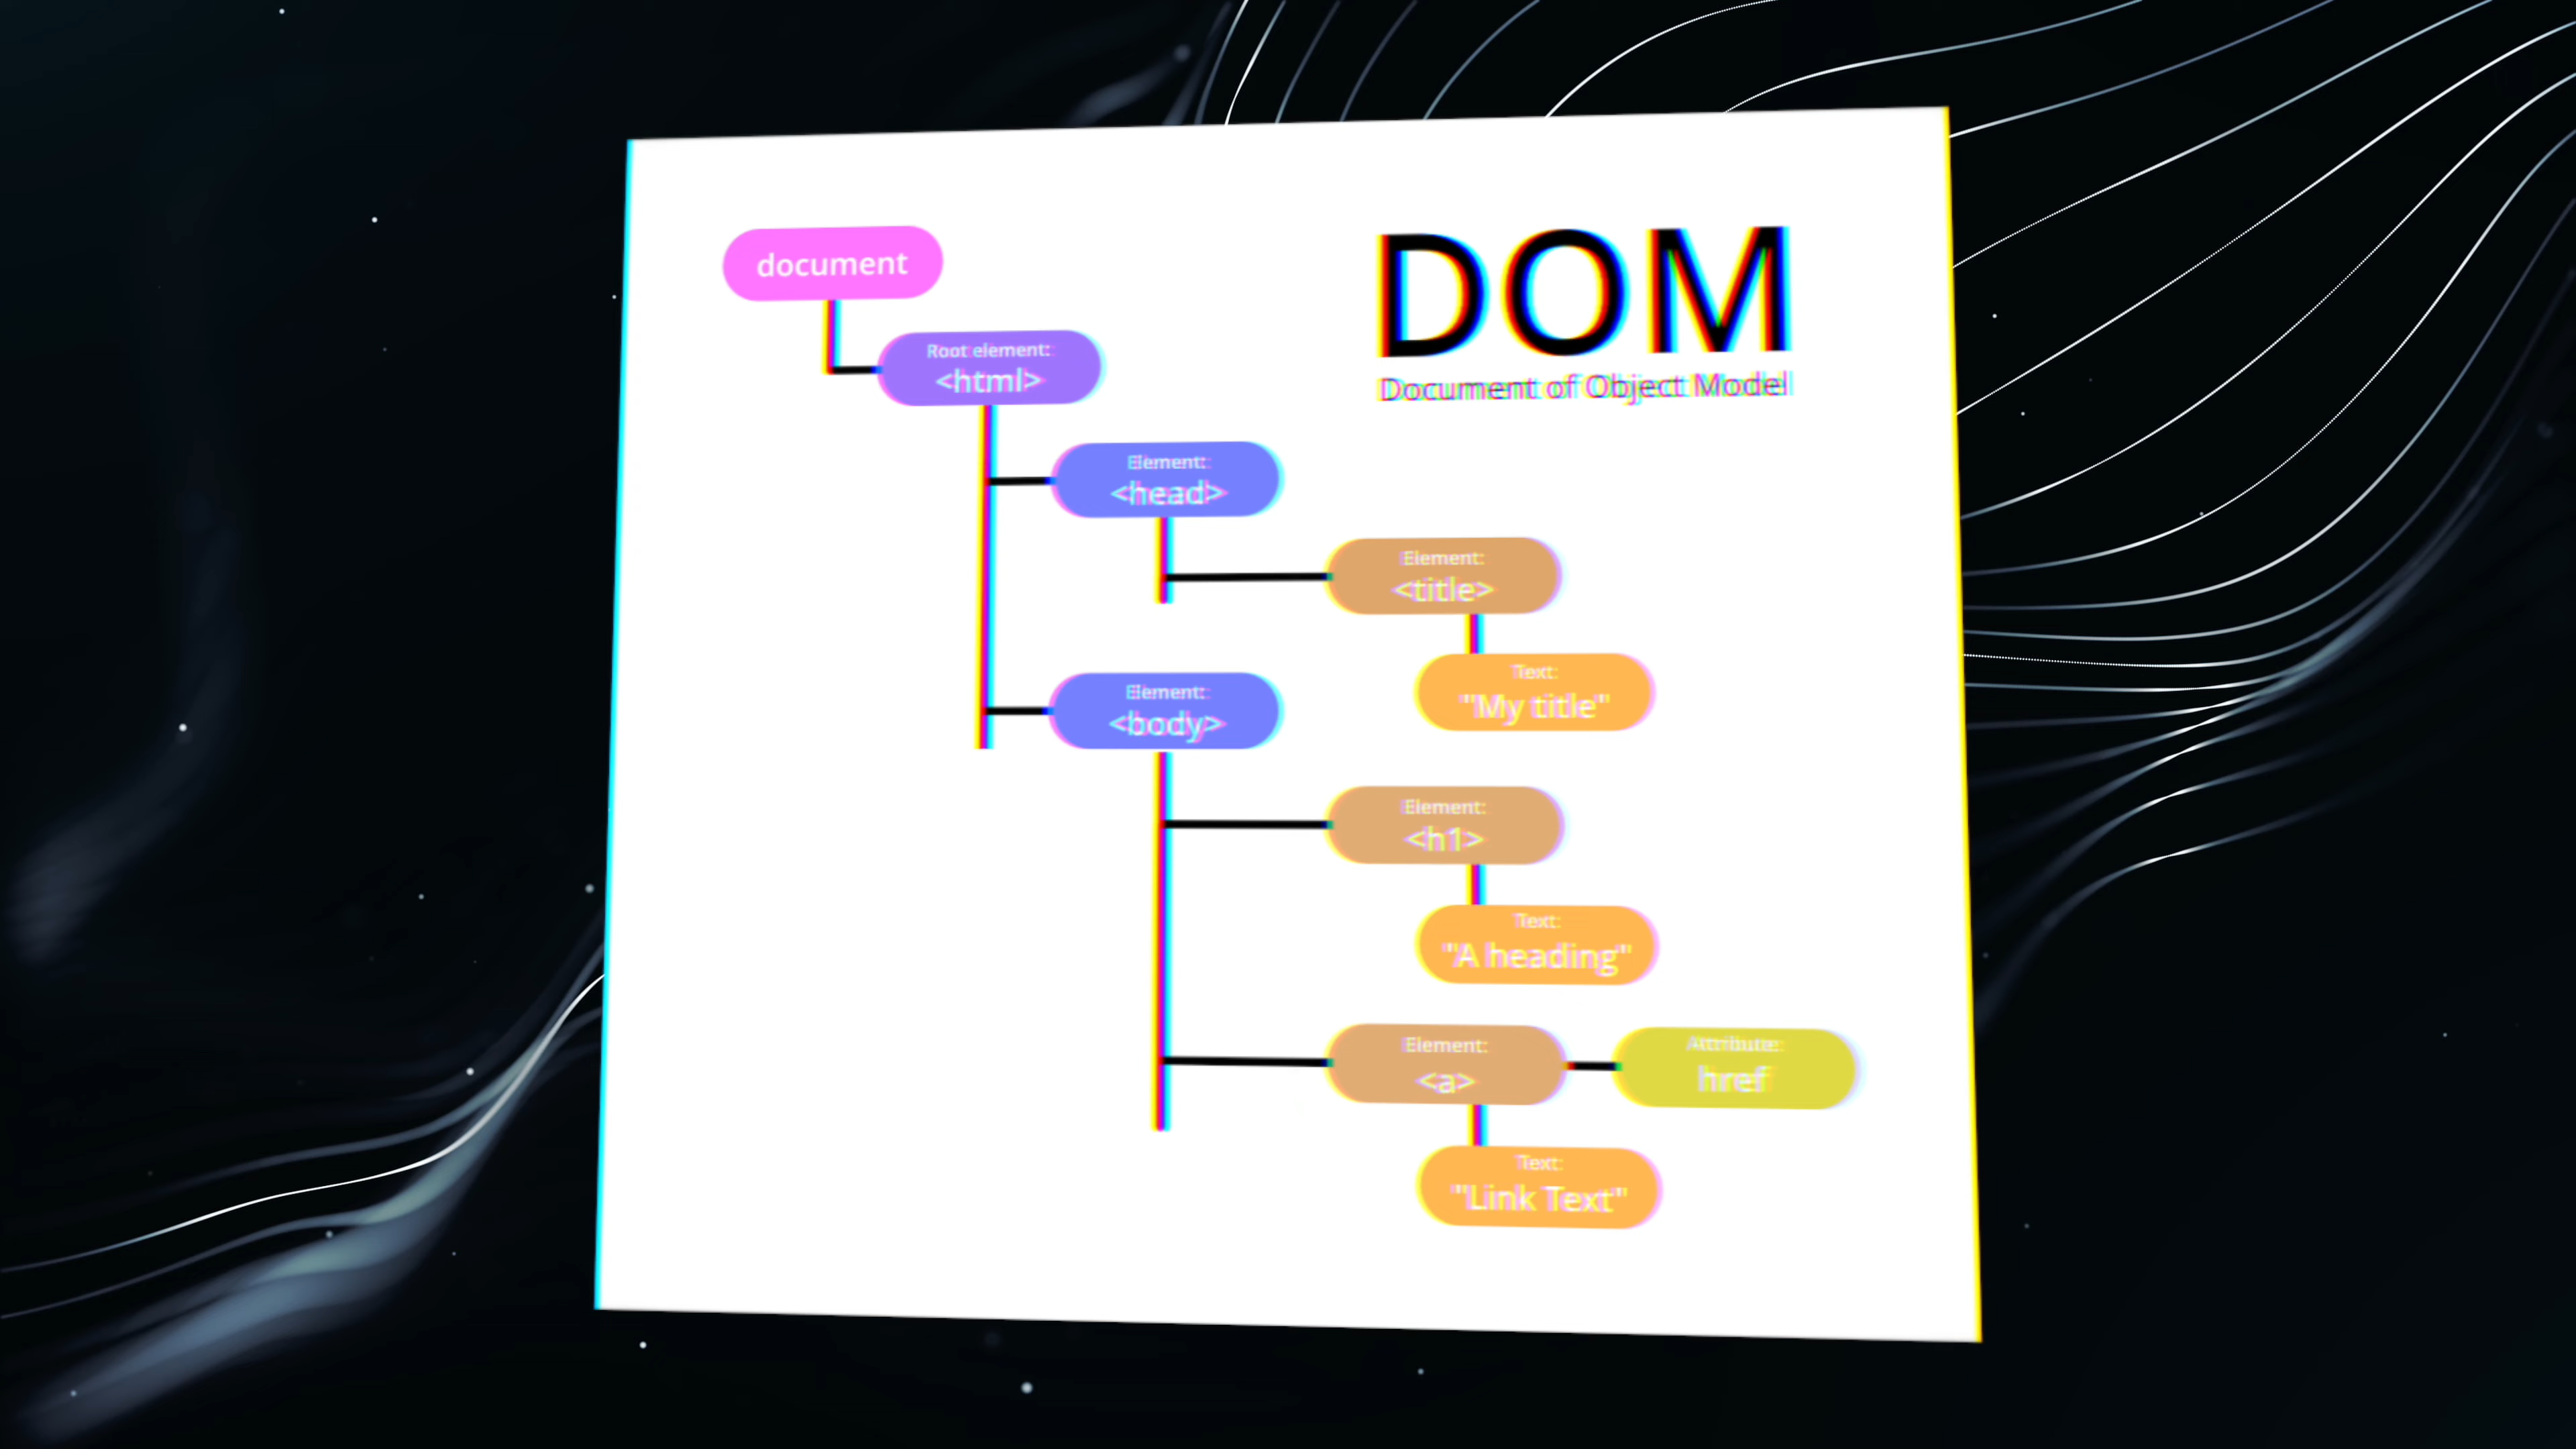 DOM
Document of Object Model
document
Root element:
<html>
Element:
<head>
Element:
<title>
Text:
"My title"
Element:
<body>
Element:
<h1>
Text:
"A heading"
Element:
<a>
Attribute:
href
Text:
"Link Text"